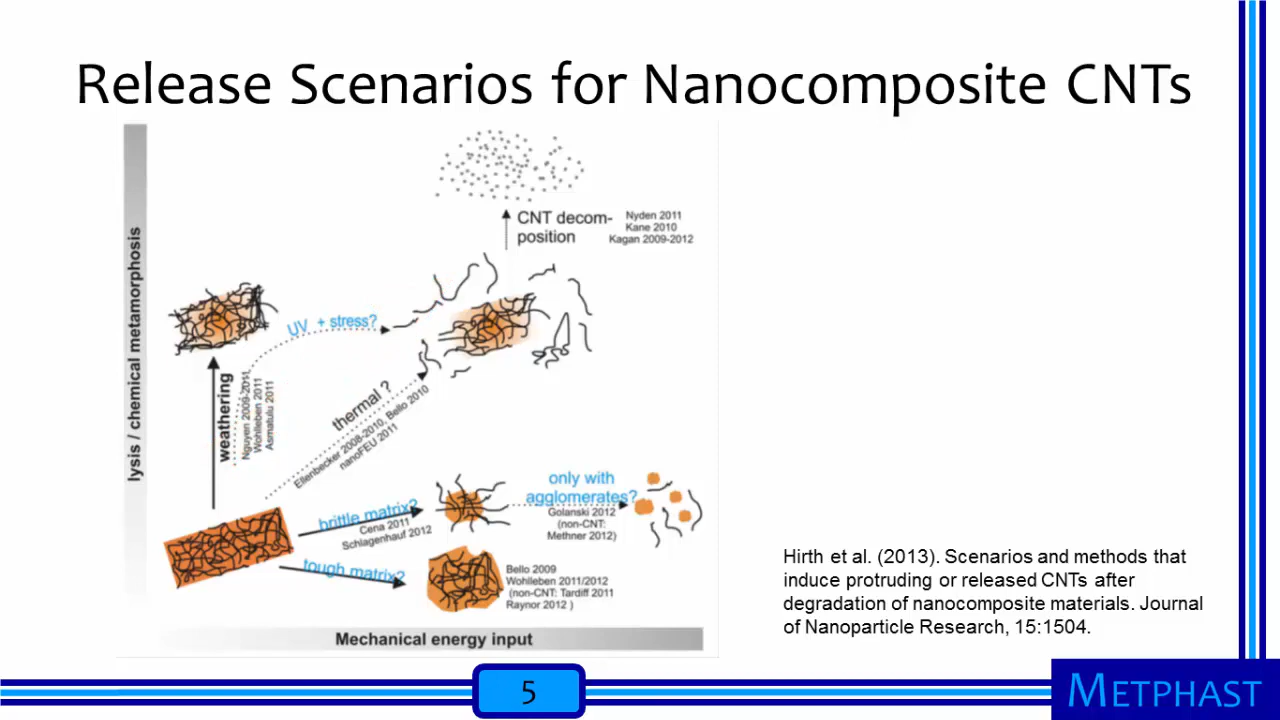 Release Scenarios for Nanocomposite CNTs
lysis / chemical metamorphosis
CNT decom-
position
Nyden 2011
Kane 2010
Kagan 2009-2012
UV + stress?
weathering
Nguyen 2009-2011,
Wohlleben 2011
Asmatulu 2011
thermal ?
Ellenbecker 2008-2010, Bello 2010
nanoFEU 2011
brittle matrix?
Cena 2011
Schlagenhauf 2012
only with
agglomerates?
Golanski 2012
(non-CNT:
Methner 2012)
tough matrix?
Bello 2009
Wohlleben 2011/2012
(non-CNT: Tardiff 2011
Raynor 2012 )
Mechanical energy input
Hirth et al. (2013). Scenarios and methods that
induce protruding or released CNTs after
degradation of nanocomposite materials. Journal
of Nanoparticle Research, 15:1504.
5
METPHAST